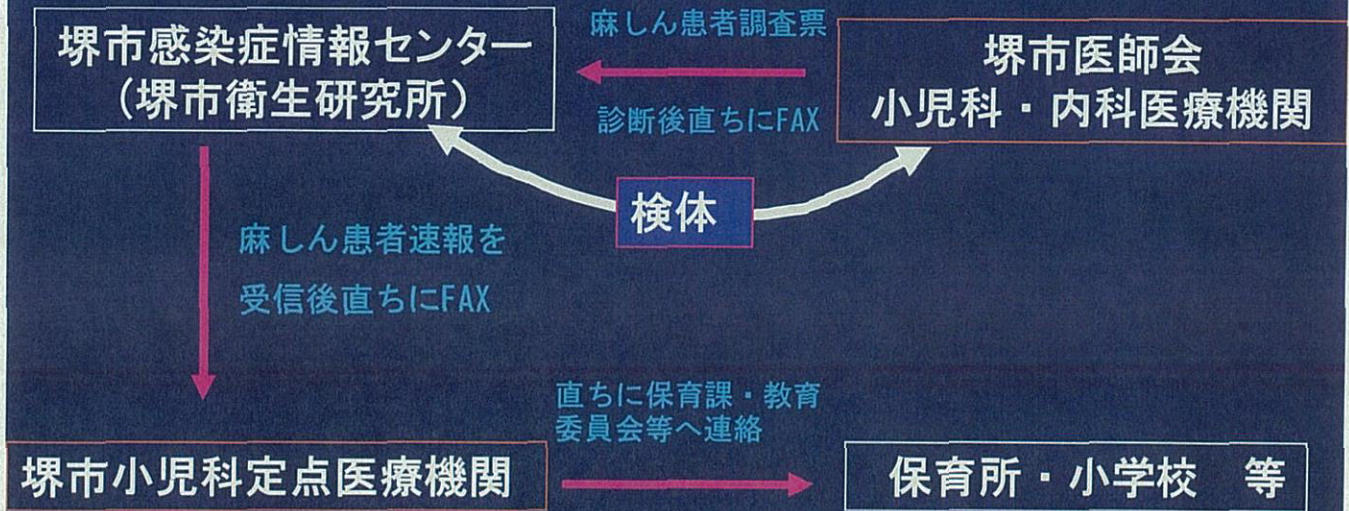 堺市感染症情報センター
（堺市衛生研究所）
麻しん患者調査票
診断後直ちにFAX
堺市医師会
小児科・内科医療機関
検体
麻しん患者速報を
受信後直ちにFAX
直ちに保育課・教育
委員会等へ連絡
堺市小児科定点医療機関
保育所・小学校　等